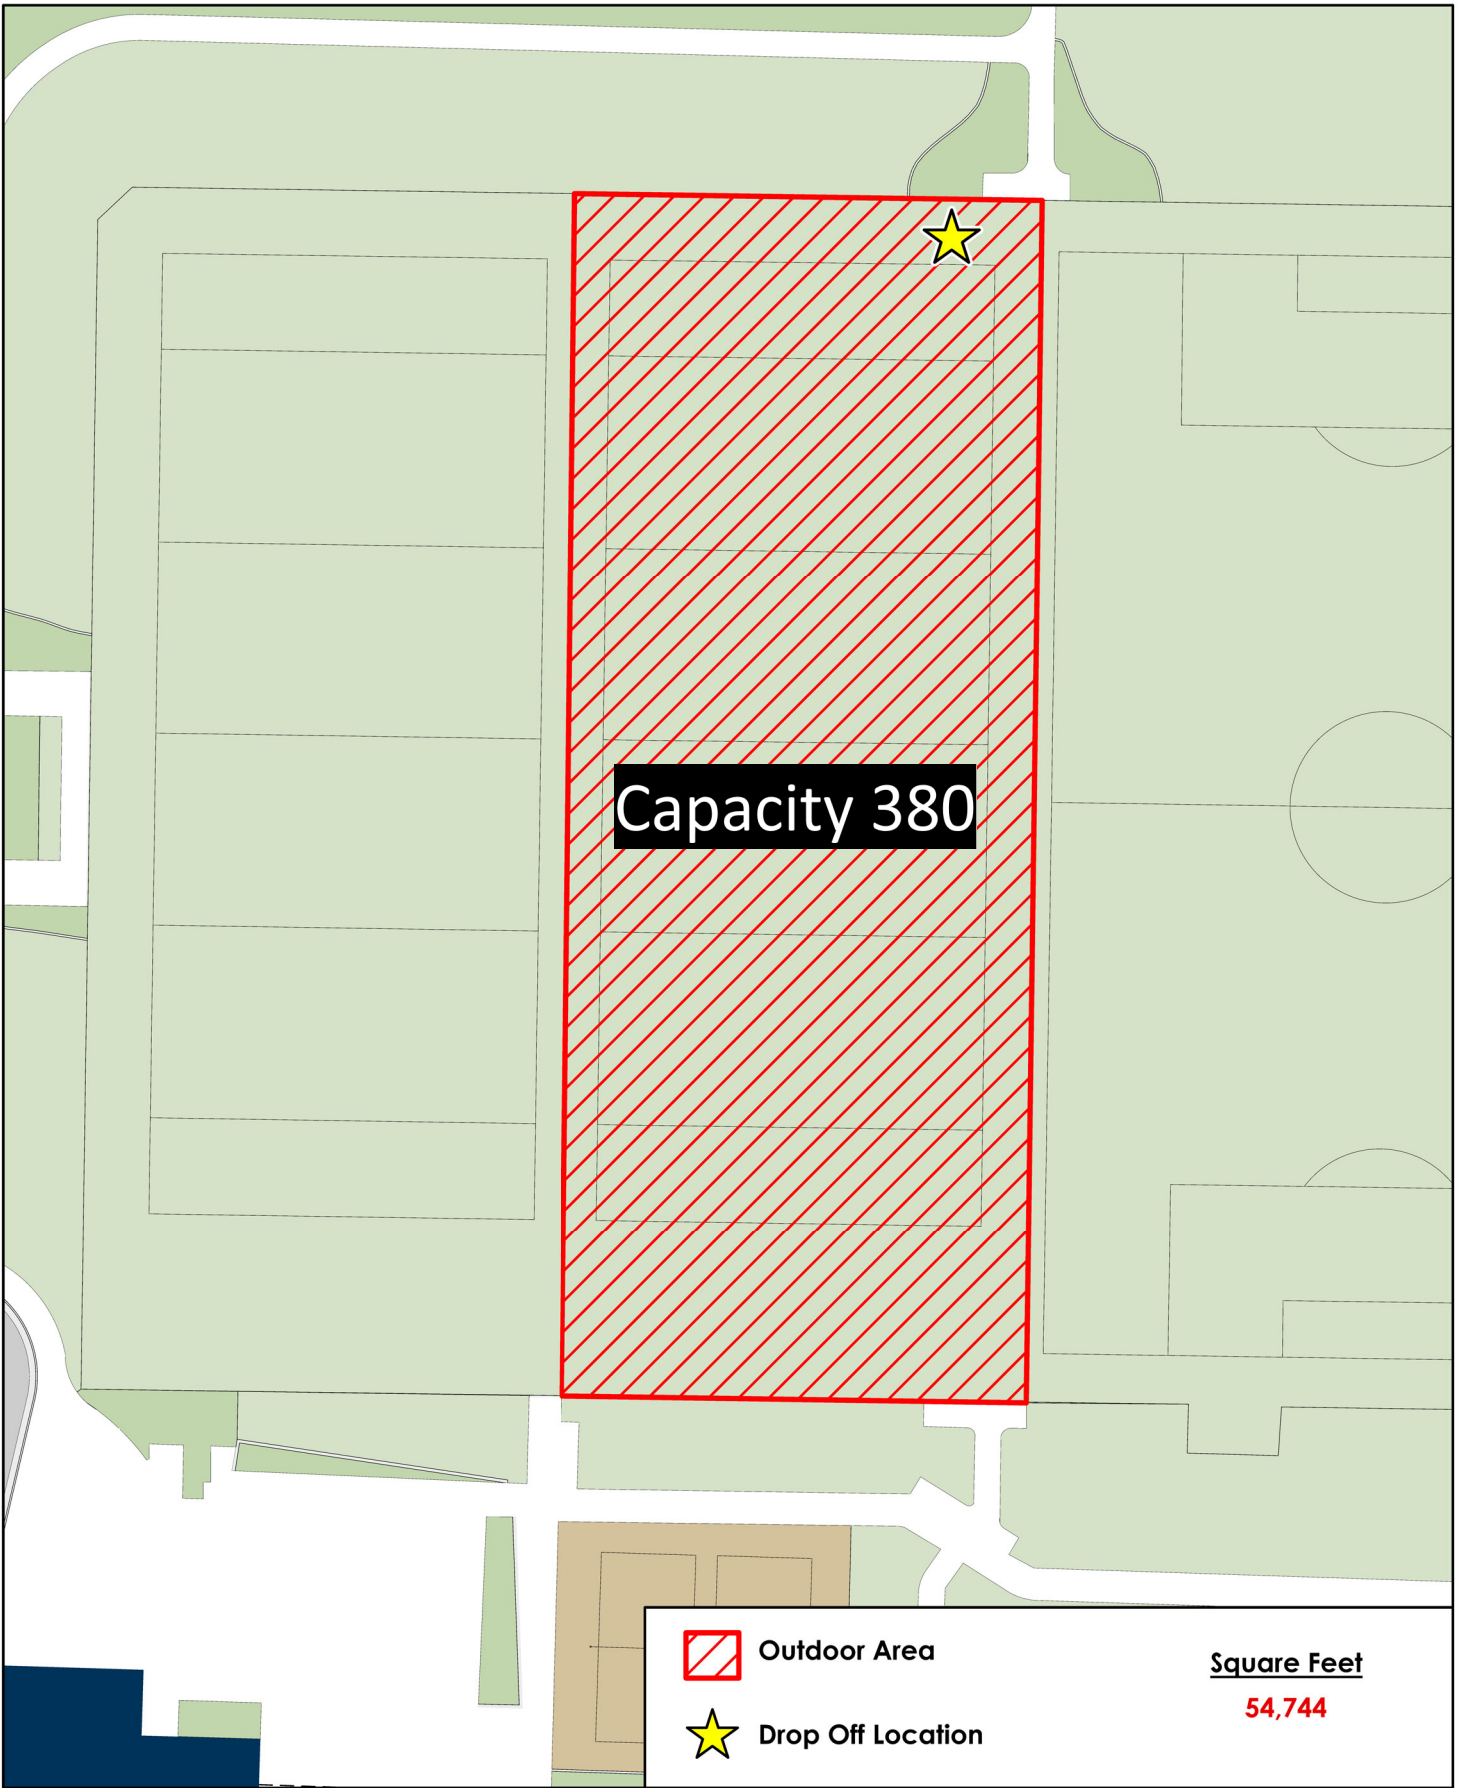 Capacity 380
Outdoor Area
Square Feet
54,744
Drop Off Location